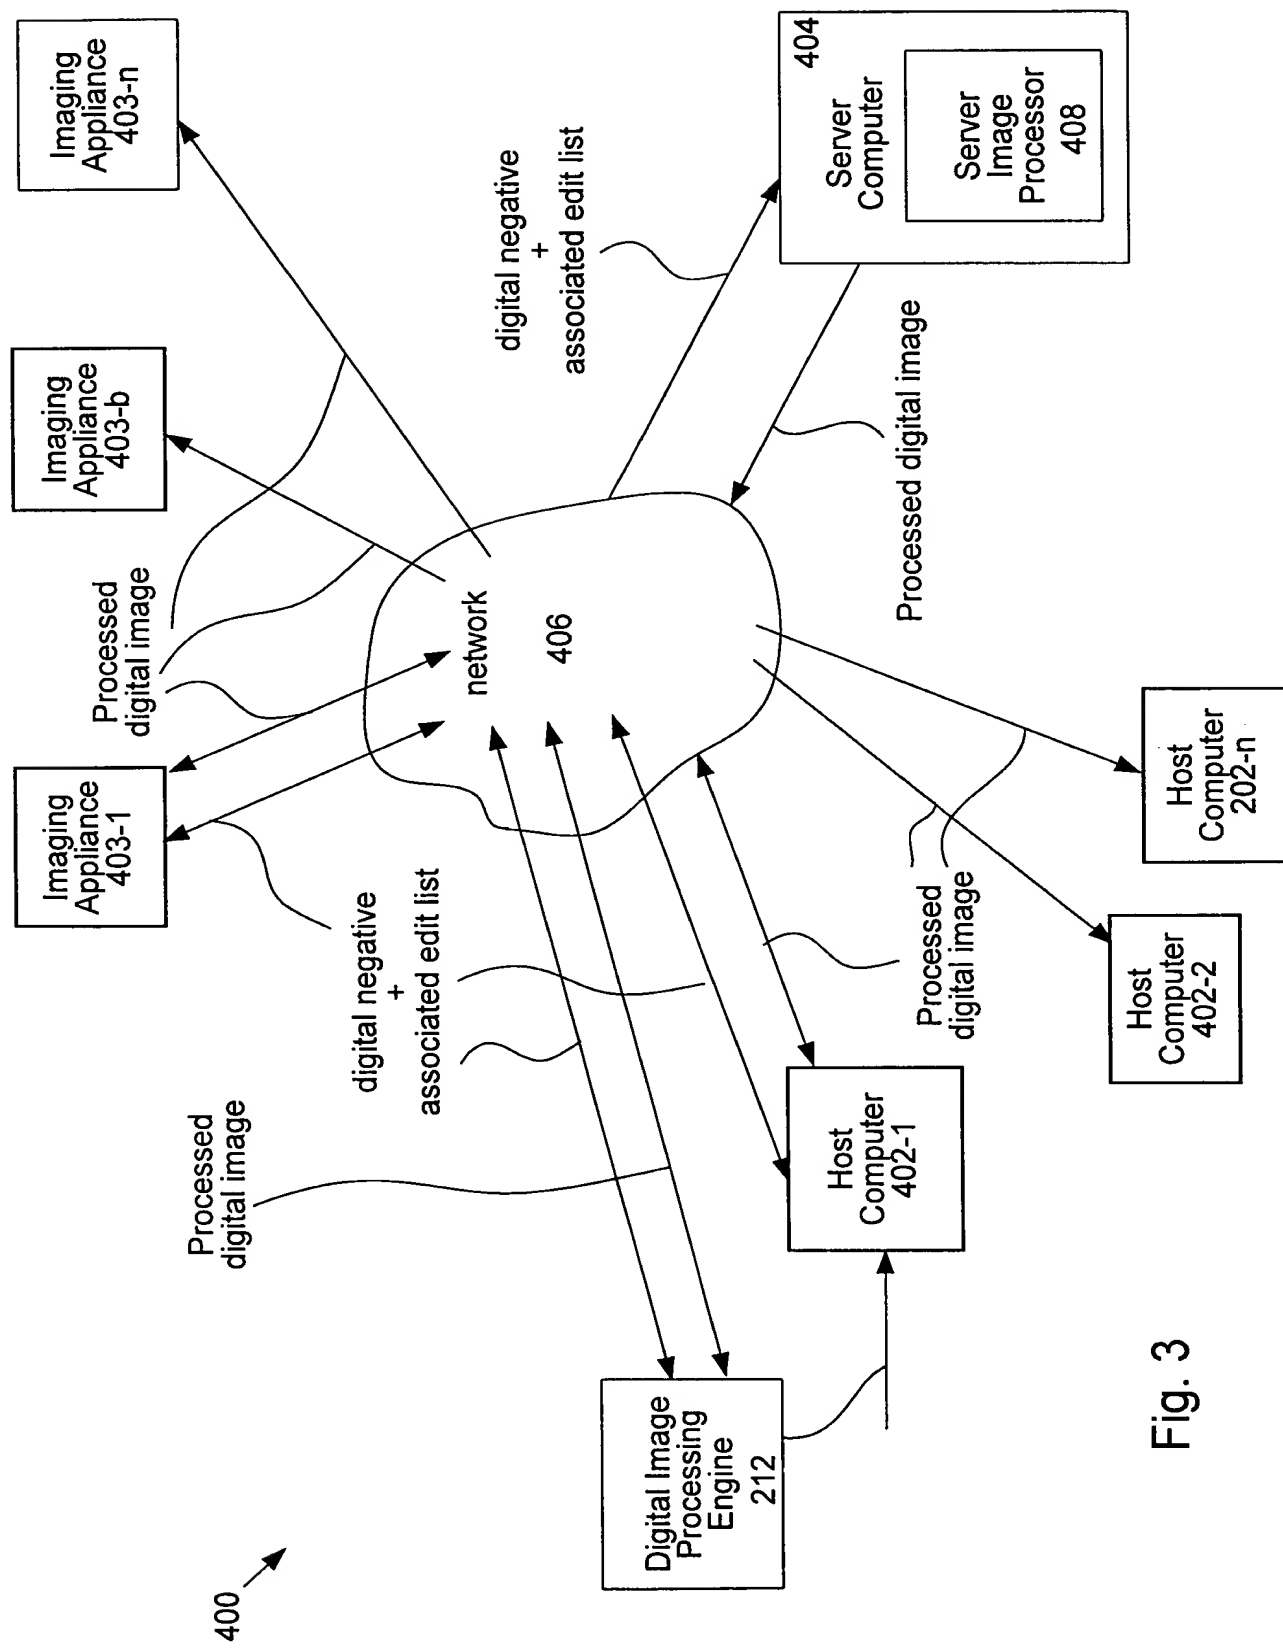 400
Digital Image
Processing
Engine
212
Processed
digital image
digital negative
+
associated edit list
Imaging
Appliance
403-1
Processed
digital image
Imaging
Appliance
403-b
Imaging
Appliance
403-n
network
406
digital negative
+
associated edit list
404
Server
Computer
Server
Image
Processor
408
Processed digital image
Host
Computer
402-1
Processed
digital image
Host
Computer
402-2
Host
Computer
202-n
Fig. 3